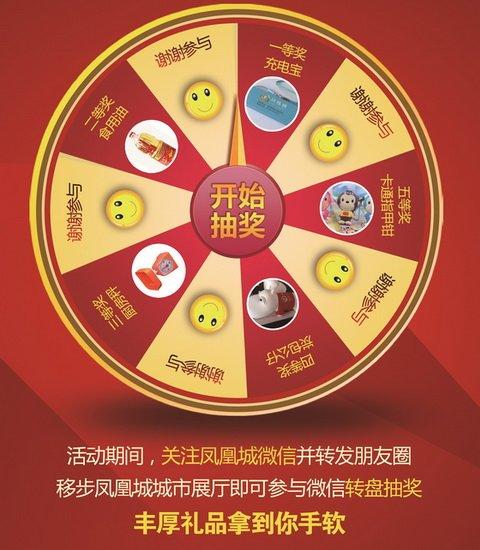 一等奖
充电宝
谢谢参与
五等奖
卡通指甲钳
谢谢参与
四等奖
炭包公仔
谢谢参与
三等奖
厨房秤
谢谢参与
二等奖
食用油
谢谢参与
开始
抽奖
活动期间，关注凤凰城微信并转发朋友圈
移步凤凰城城市展厅即可参与微信转盘抽奖
丰厚礼品拿到你手软